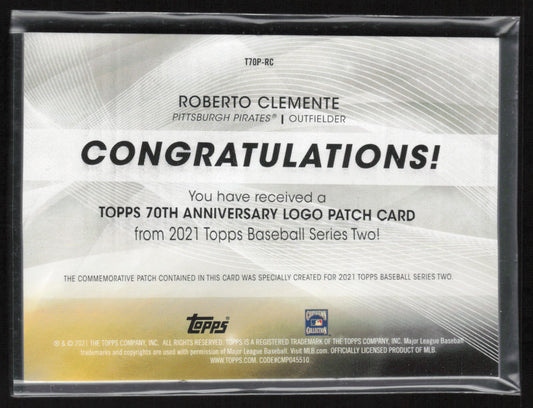 T70P-RC
ROBERTO CLEMENTE
PITTSBURGH PIRATES® | OUTFIELDER
CONGRATULATIONS!
You have received a
TOPPS 70TH ANNIVERSARY LOGO PATCH CARD
from 2021 Topps Baseball Series Two!
THE COMMEMORATIVE PATCH CONTAINED IN THIS CARD WAS SPECIALLY CREATED FOR 2021 TOPPS BASEBALL SERIES TWO.
TOPPS®
COOPERSTOWN COLLECTION
® & © 2021 THE TOPPS COMPANY, INC. ALL RIGHTS RESERVED. TOPPS IS A REGISTERED TRADEMARK OF THE TOPPS COMPANY, INC. Major League Baseball
trademarks and copyrights are used with permission of Major League Baseball. Visit MLB.com. OFFICIALLY LICENSED PRODUCT OF MLB.
WWW.TOPPS.COM. CODE#CMP045510